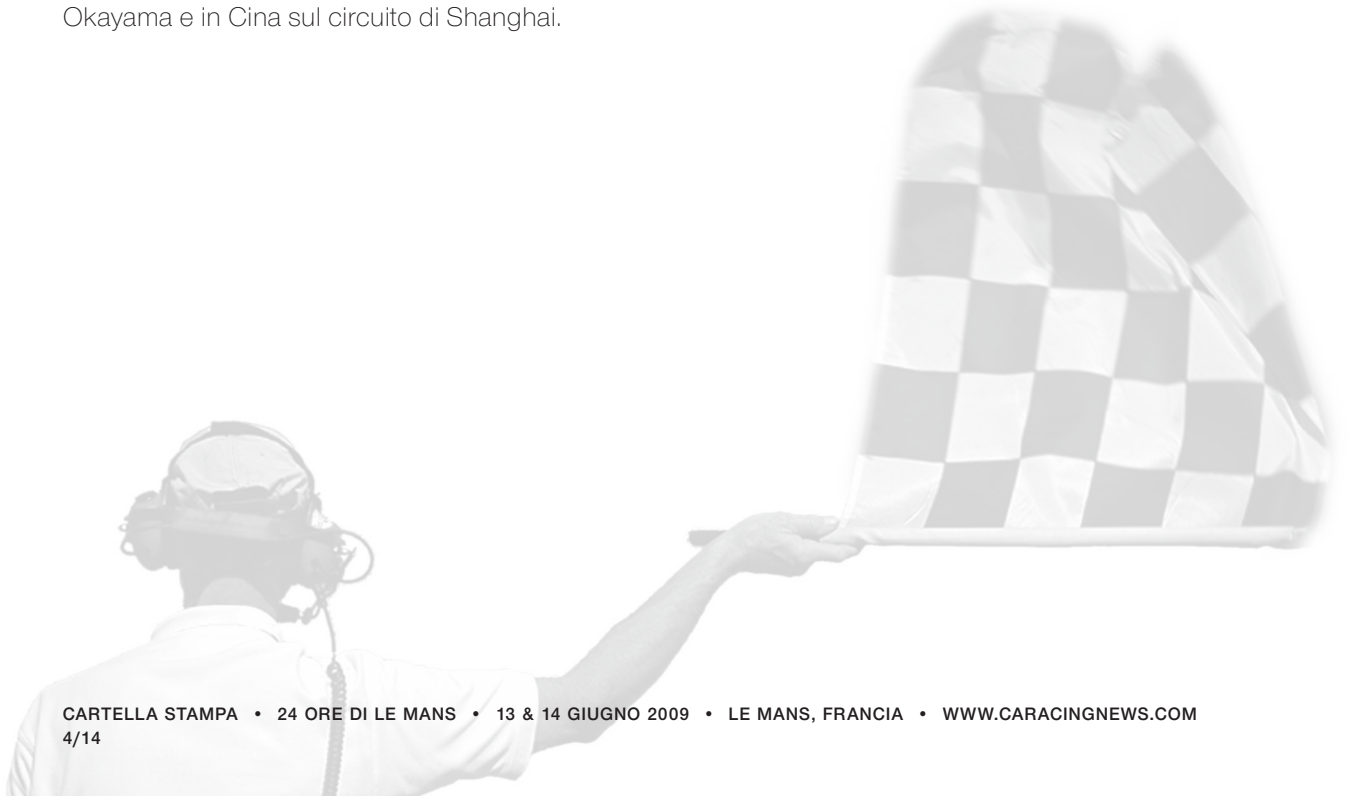 Okayama e in Cina sul circuito di Shanghai.
CARTELLA STAMPA • 24 ORE DI LE MANS • 13 & 14 GIUGNO 2009 • LE MANS, FRANCIA • WWW.CARACINGNEWS.COM
4/14